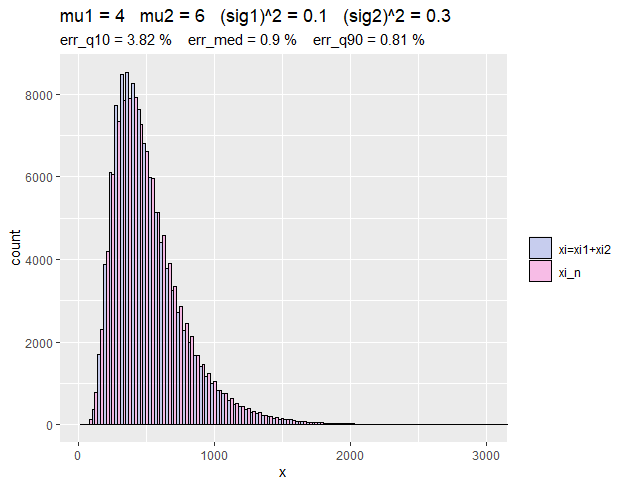 mu1 = 4 mu2 = 6 (sig1)^2 = 0.1 (sig2)^2 = 0.3
err_q10 = 3.82 % err_med = 0.9 % err_q90 = 0.81 %
8000
6000
4000
2000
0
count
0 1000 2000 3000
x
xi=xi1+xi2
xi_n